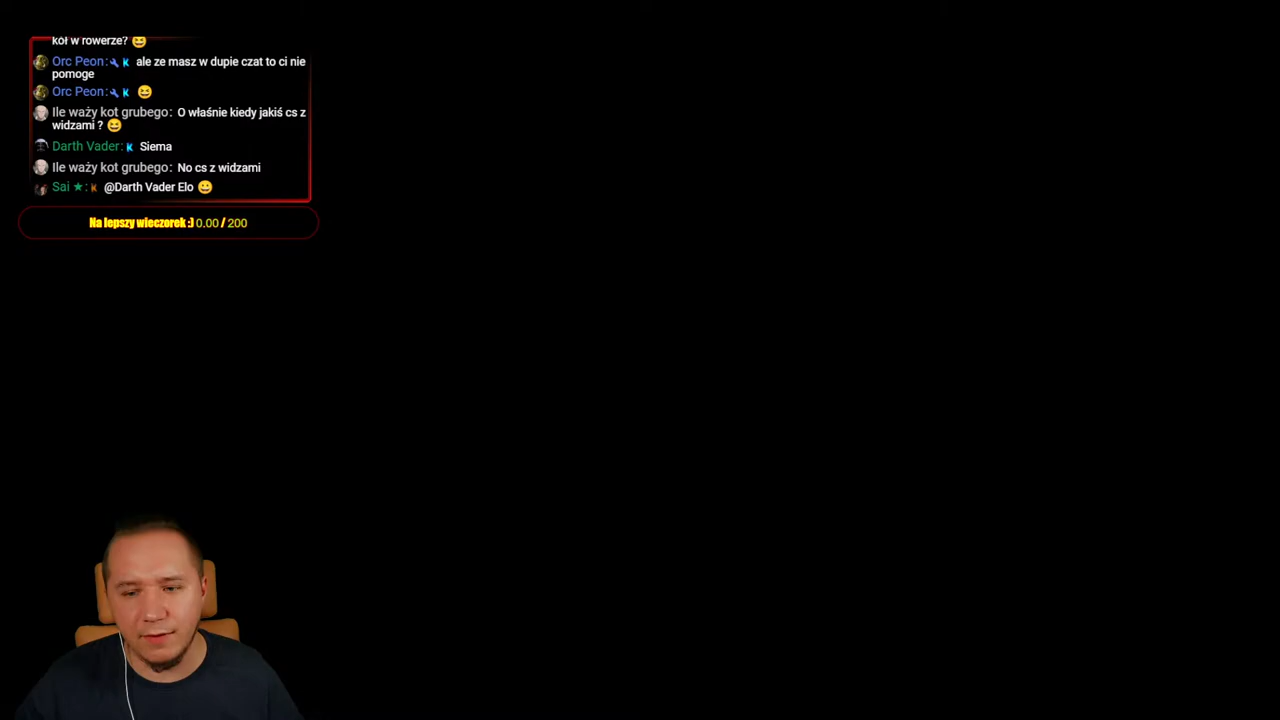 kół w rowerze? 😆
Orc Peon: K ale ze masz w dupie czat to ci nie
pomoge
Orc Peon: K 😆
Ile waży kot grubego: O właśnie kiedy jakiś cs z
widzami ? 😆
Darth Vader: K Siema
Ile waży kot grubego: No cs z widzami
Sai ★: K @Darth Vader Elo 😀
Na lepszy wieczorek :) 0.00 / 200